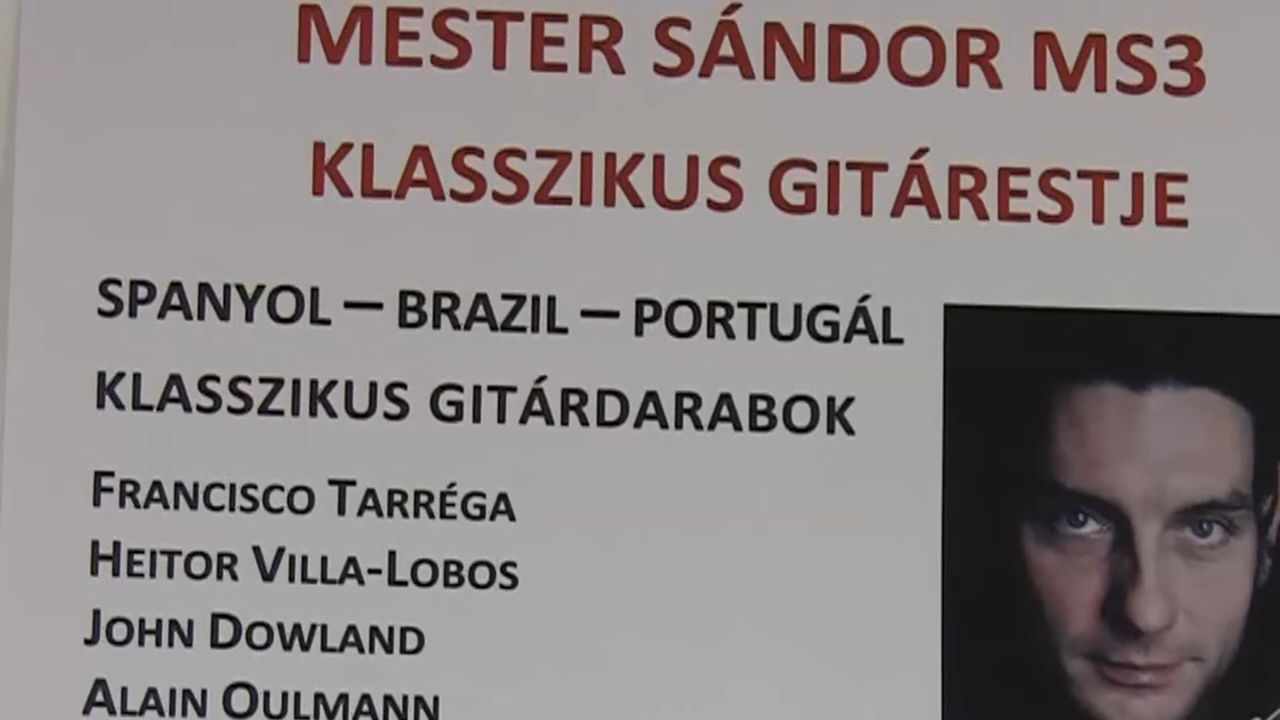 MESTER SÁNDOR MS3
KLASSZIKUS GITÁRESTJE
SPANYOL – BRAZIL – PORTUGÁL
KLASSZIKUS GITÁRDARABOK
FRANCISCO TARRÉGA
HEITOR VILLA-LOBOS
JOHN DOWLAND
ALAIN OULMANN